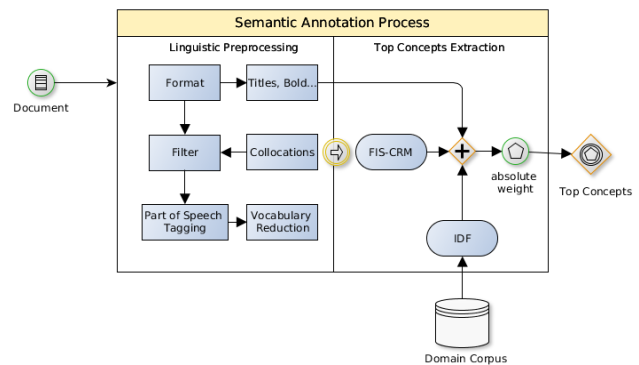 Semantic Annotation Process
Linguistic Preprocessing
Top Concepts Extraction
Document
Format
Titles, Bold...
Filter
Collocations
FIS-CRM
absolute
weight
Top Concepts
Part of Speech
Tagging
Vocabulary
Reduction
IDF
Domain Corpus